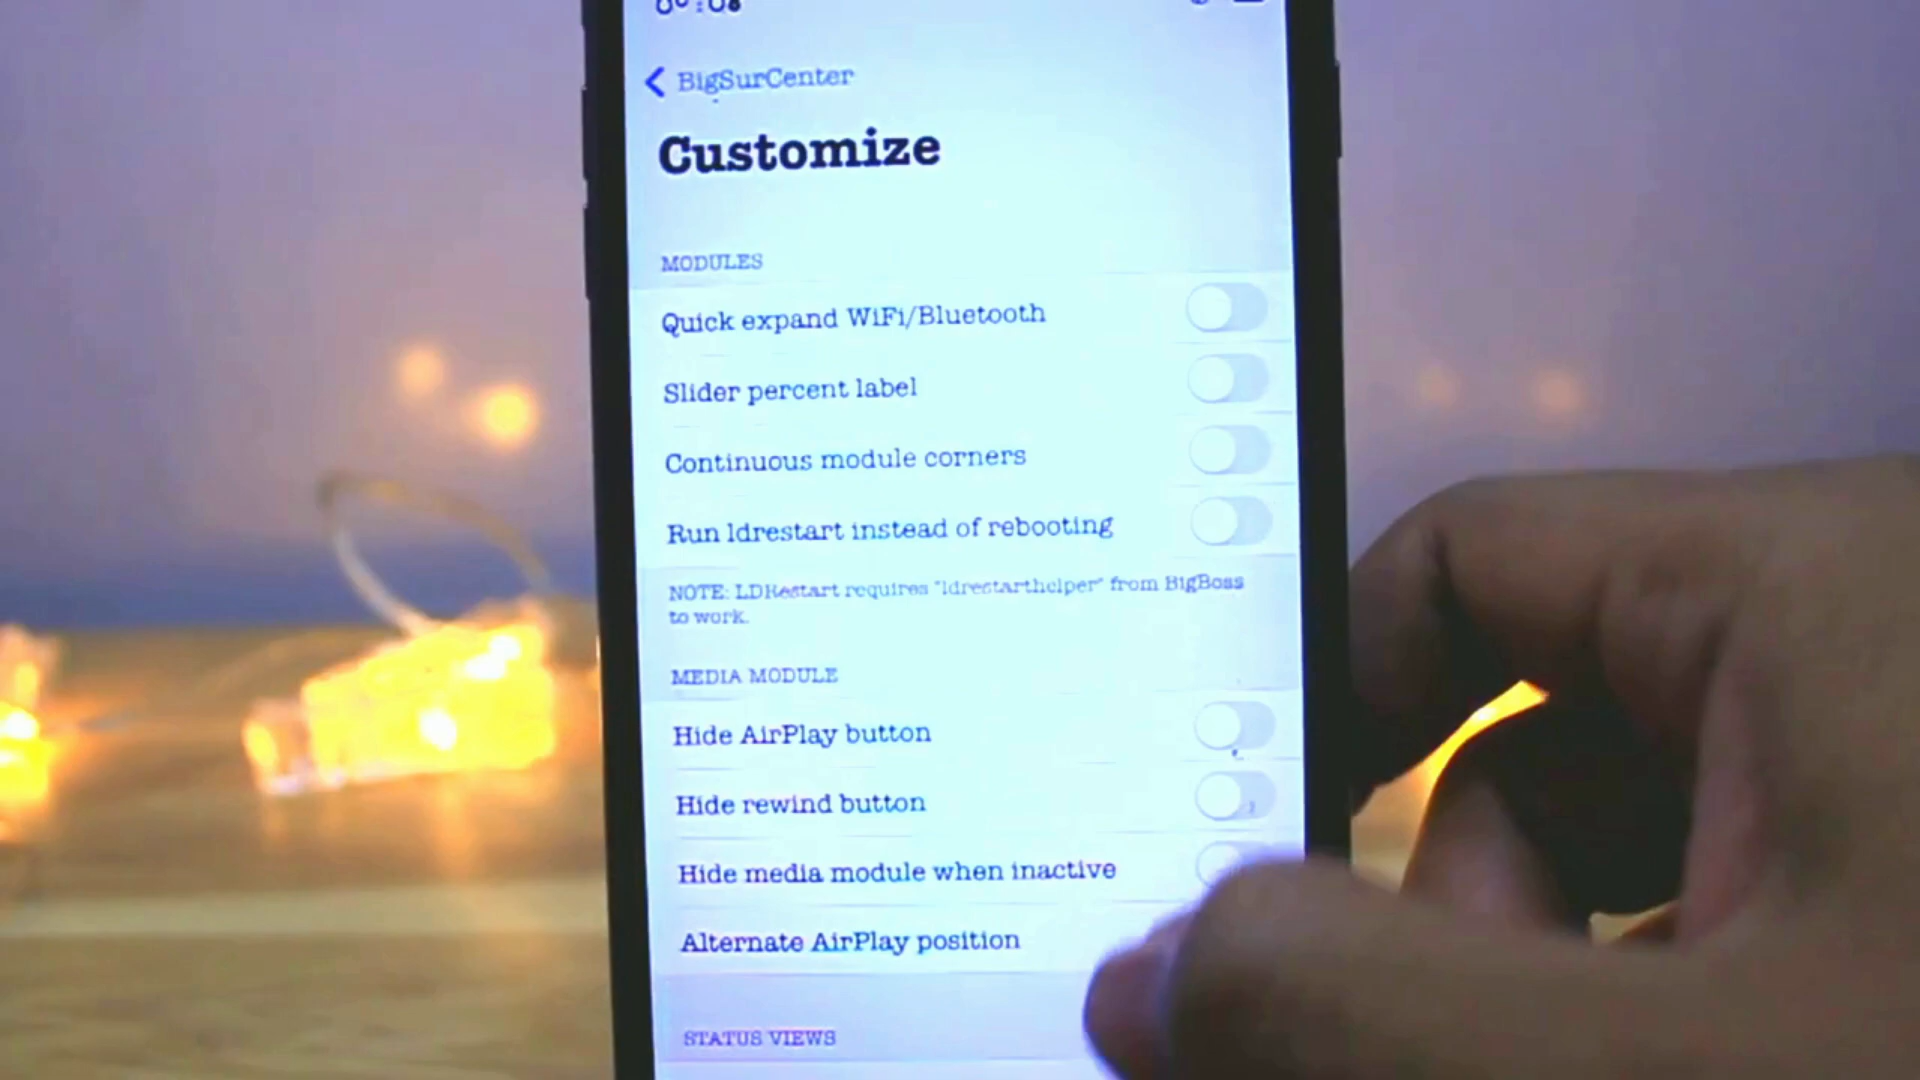 BigSurCenter
Customize
MODULES
Quick expand WiFi/Bluetooth
Slider percent label
Continuous module corners
Run ldrestart instead of rebooting
NOTE: LDRestart requires "ldrestarthelper" from BigBoss
to work.
MEDIA MODULE
Hide AirPlay button
Hide rewind button
Hide media module when inactive
Alternate AirPlay position
STATUS VIEWS